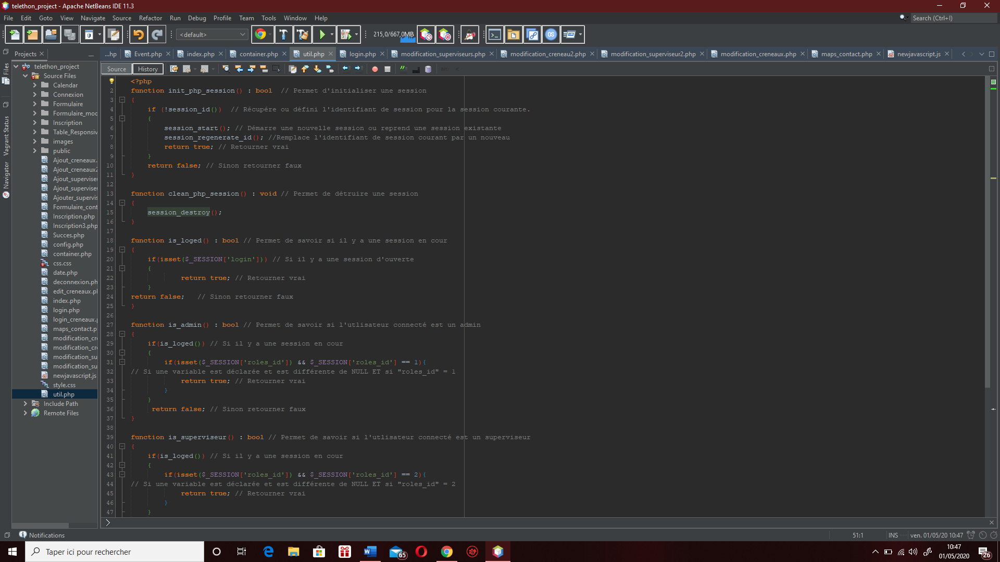 telethon_project - Apache NetBeans IDE 11.3
File Edit Goto View Navigate Source Refactor Run Debug Profile Team Tools Window Help
Search (Ctrl+I)
<default>
215,0/667,0MB
Projects
...hp Event.php index.php container.php util.php login.php modification_superviseurs.php modification_creneau2.php modification_superviseur2.php modification_creneaux.php maps_contact.php newjavascript.js
Source History
Files
Vagrant Status
Navigator
telethon_project
Source Files
Calendar
Connexion
Formulaire
Formulaire_mod
Inscription
Table_Responsiv
images
public
Ajout_creneaux.
Ajout_creneaux2
Ajout_superviseu
Ajout_superviseu
Ajouter_supervis
Formulaire_cont
Inscription.php
Inscription3.php
Succes.php
config.php
container.php
css.css
date.php
deconnexion.ph
edit_creneaux.pl
index.php
login.php
login_creneaux.p
maps_contact.p
modification_cre
modification_cre
modification_su
modification_su
newjavascript.js
style.css
util.php
Include Path
Remote Files
<?php
2 function init_php_session() : bool  // Permet d'initialiser une session
3 {
4 if (!session_id())  // Récupére ou défini l'identifiant de session pour la session courante.
5 {
6 session_start(); // Démarre une nouvelle session ou reprend une session existante
7 session_regenerate_id(); //Remplace l'identifiant de session courant par un nouveau
8 return true; // Retourner vrai
9 }
10 return false; // Sinon retourner faux
11 }
12
13 function clean_php_session() : void // Permet de détruire une session
14 {
15 session_destroy();
16 }
17
18 function is_loged() : bool // Permet de savoir si il y a une session en cour
19 {
20 if(isset($_SESSION['login'])) // Si il y a une session d'ouverte
21 {
22 return true; // Retourner vrai
23 }
24 return false;   // Sinon retourner faux
25 }
26
27 function is_admin() : bool // Permet de savoir si l'utlisateur connecté est un admin
28 {
29 if(is_loged()) // Si il y a une session en cour
30 {
31 if(isset($_SESSION['roles_id']) && $_SESSION['roles_id'] == 1){
32 // Si une variable est déclarée et est différente de NULL ET si "roles_id" = 1
33 return true; // Retourner vrai
34 }
35 }
36 return false; // Sinon retourner faux
37 }
38
39 function is_superviseur() : bool // Permet de savoir si l'utlisateur connecté est un superviseur
40 {
41 if(is_loged()) // Si il y a une session en cour
42 {
43 if(isset($_SESSION['roles_id']) && $_SESSION['roles_id'] == 2){
44 // Si une variable est déclarée et est différente de NULL ET si "roles_id" = 2
45 return true; // Retourner vrai
46 }
47 }
Notifications
51:1 INS ven. 01/05/20 10:47
Taper ici pour rechercher
65
10:47
01/05/2020
26